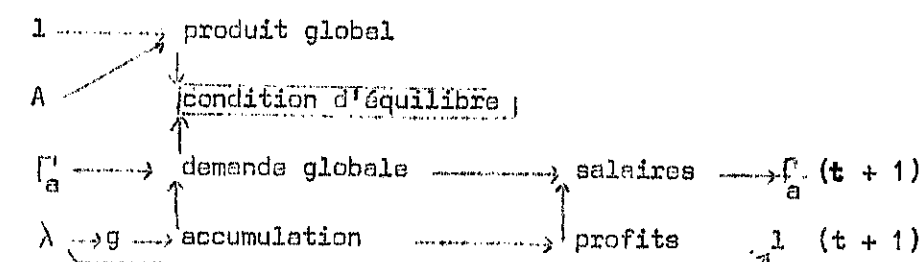 1 produit global
A condition d'équilibre
Γa demande globale salaires Γa (t + 1)
λ g accumulation profits 1 (t + 1)